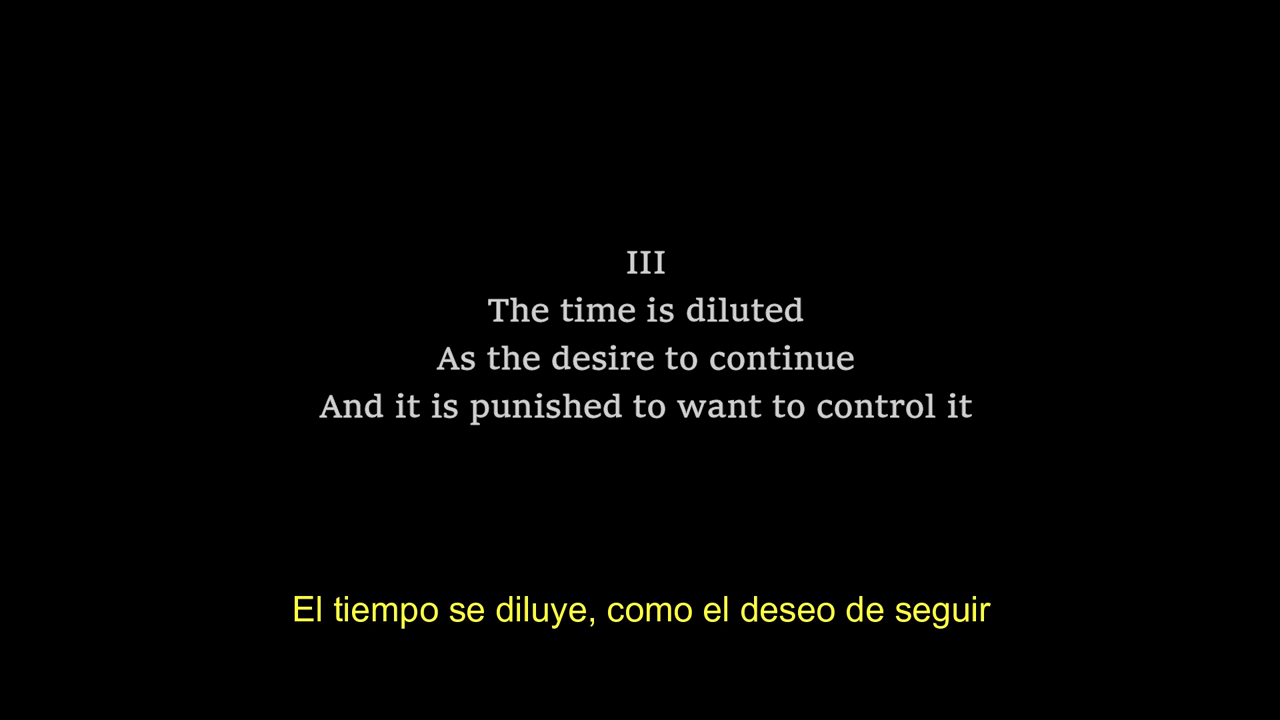 III
The time is diluted
As the desire to continue
And it is punished to want to control it
El tiempo se diluye, como el deseo de seguir